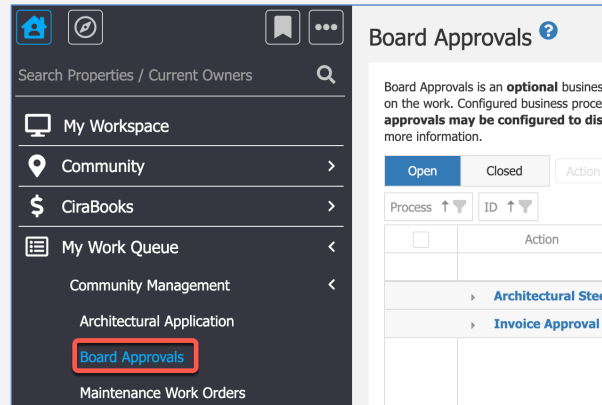 Search Properties / Current Owners
My Workspace
Community
CiraBooks
My Work Queue
Community Management
Architectural Application
Board Approvals
Maintenance Work Orders
Board Approvals ?
Board Approvals is an optional busines
on the work. Configured business proce
approvals may be configured to dis
more information.
Open Closed Action
Process ID
Action
Architectural Stee
Invoice Approval